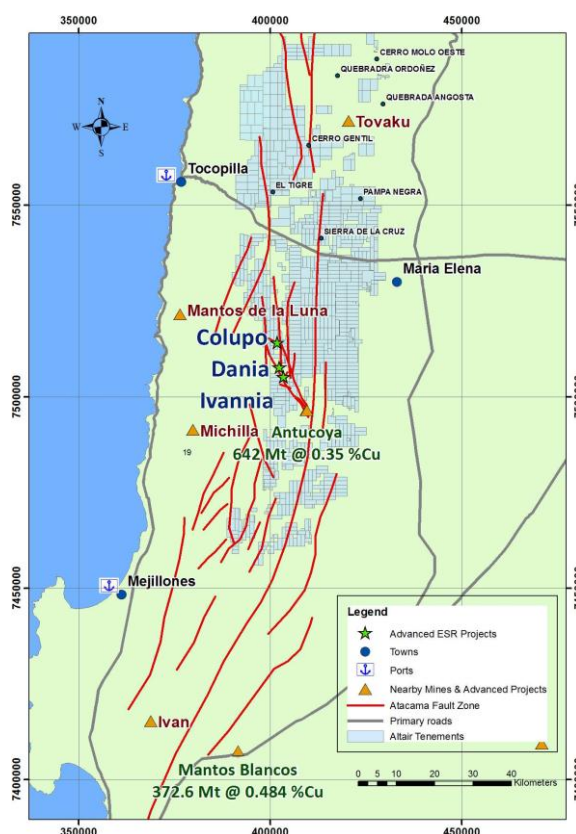 350000
400000
450000
CERRO MOLO OESTE
QUEBRADRA ORDOÑEZ
QUEBRADA ANGOSTA
Tovaku
N
W
E
S
CERRO GENTIL
Tocopilla
EL TIGRE
PAMPA NEGRA
7550000
SIERRA DE LA CRUZ
Maria Elena
Mantos de la Luna
Colupo
Dania
7500000
Ivannia
Antucoya
Michilla
642 Mt @ 0.35 %Cu
19
7450000
Mejillones
Legend
Advanced ESR Projects
Towns
Ports
Nearby Mines & Advanced Projects
Atacama Fault Zone
Primary roads
Altair Tenements
Ivan
Mantos Blancos
372.6 Mt @ 0.484 %Cu
0 5 10 20 30 40
Kilometers
7400000
7400000
350000
400000
450000